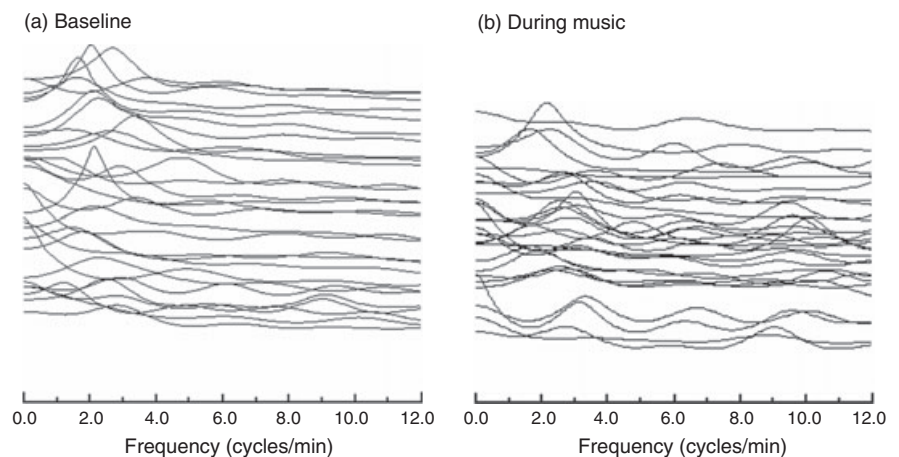 (a) Baseline
0.0 2.0 4.0 6.0 8.0 10.0 12.0
Frequency (cycles/min)
(b) During music
0.0 2.0 4.0 6.0 8.0 10.0 12.0
Frequency (cycles/min)